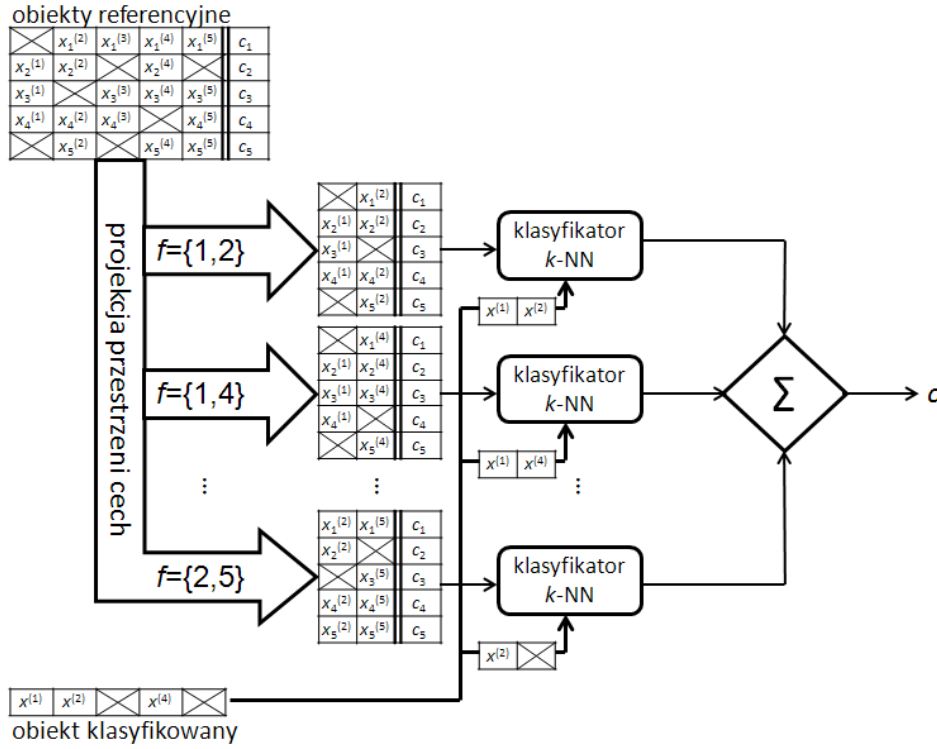 obiekty referencyjne
x₁⁽²⁾ x₁⁽³⁾ x₁⁽⁴⁾ x₁⁽⁵⁾ c₁
x₂⁽¹⁾ x₂⁽²⁾ x₂⁽⁴⁾ c₂
x₃⁽¹⁾ x₃⁽³⁾ x₃⁽⁴⁾ x₃⁽⁵⁾ c₃
x₄⁽¹⁾ x₄⁽²⁾ x₄⁽³⁾ x₄⁽⁵⁾ c₄
x₅⁽²⁾ x₅⁽⁴⁾ x₅⁽⁵⁾ c₅
projekcja przestrzeni cech
f={1,2}
x₁⁽²⁾ c₁
x₂⁽¹⁾ x₂⁽²⁾ c₂
x₃⁽¹⁾ c₃
x₄⁽¹⁾ x₄⁽²⁾ c₄
x₅⁽²⁾ c₅
klasyfikator
k-NN
x⁽¹⁾ x⁽²⁾
f={1,4}
x₁⁽⁴⁾ c₁
x₂⁽¹⁾ x₂⁽⁴⁾ c₂
x₃⁽¹⁾ x₃⁽⁴⁾ c₃
x₄⁽¹⁾ c₄
x₅⁽⁴⁾ c₅
klasyfikator
k-NN
x⁽¹⁾ x⁽⁴⁾
Σ
c
⋮ ⋮ ⋮
f={2,5}
x₁⁽²⁾ x₁⁽⁵⁾ c₁
x₂⁽²⁾ c₂
x₃⁽⁵⁾ c₃
x₄⁽²⁾ x₄⁽⁵⁾ c₄
x₅⁽²⁾ x₅⁽⁵⁾ c₅
klasyfikator
k-NN
x⁽²⁾
x⁽¹⁾ x⁽²⁾ x⁽⁴⁾
obiekt klasyfikowany